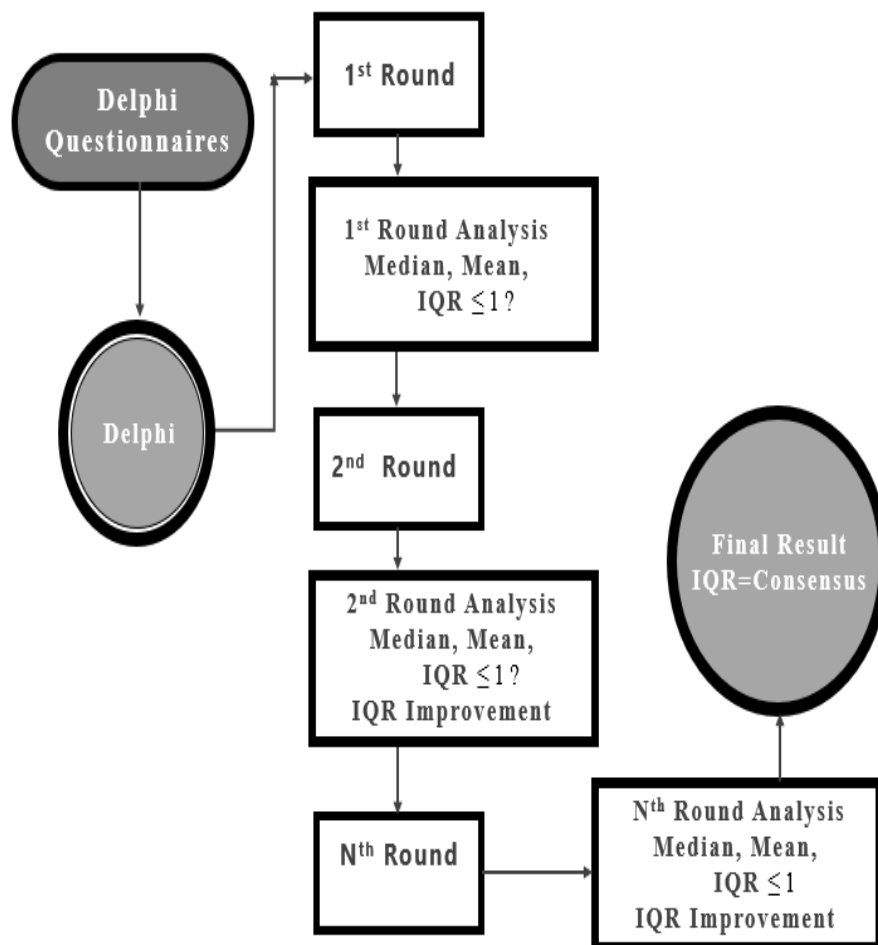 Delphi
Questionnaires
Delphi
1st Round
1st Round Analysis
Median, Mean,
IQR ≤1?
2nd Round
2nd Round Analysis
Median, Mean,
IQR ≤1?
IQR Improvement
Nth Round
Nth Round Analysis
Median, Mean,
IQR ≤1
IQR Improvement
Final Result
IQR=Consensus